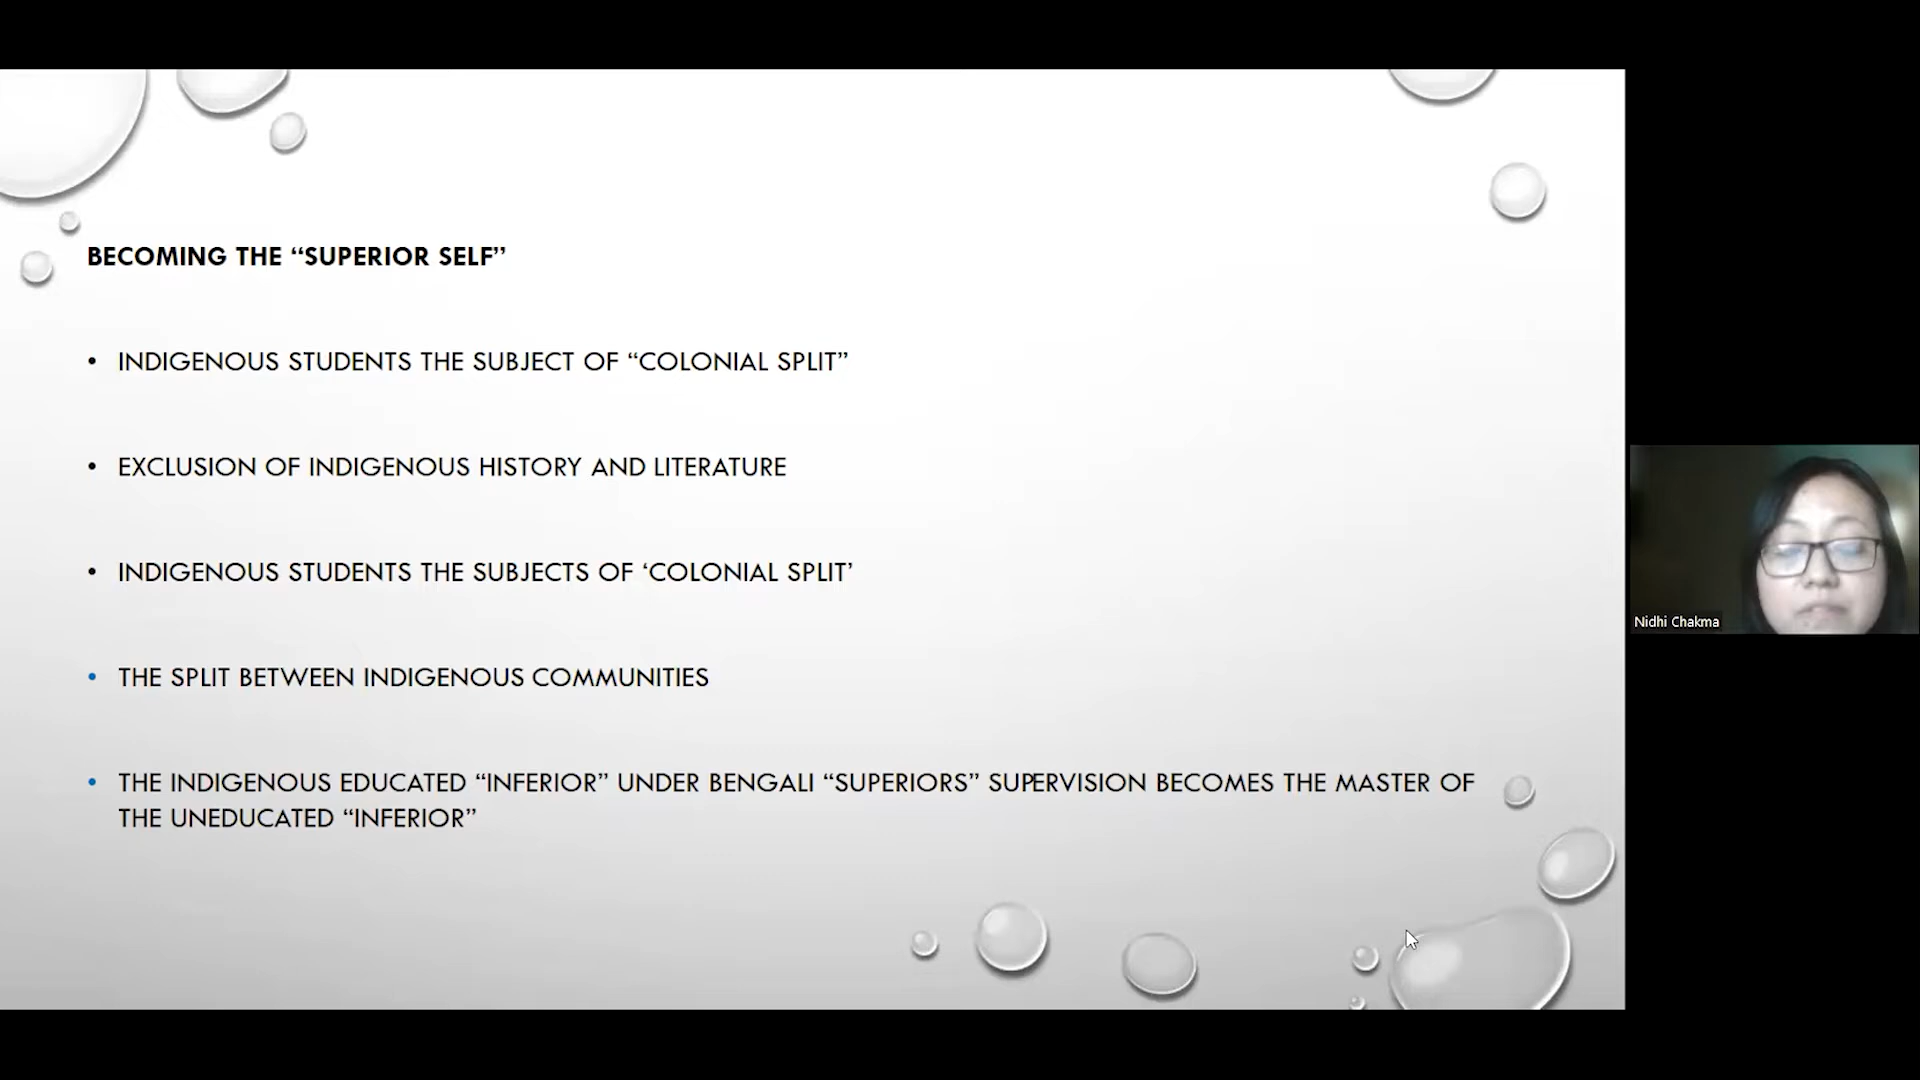 BECOMING THE “SUPERIOR SELF”
• INDIGENOUS STUDENTS THE SUBJECT OF “COLONIAL SPLIT”
• EXCLUSION OF INDIGENOUS HISTORY AND LITERATURE
• INDIGENOUS STUDENTS THE SUBJECTS OF ‘COLONIAL SPLIT’
• THE SPLIT BETWEEN INDIGENOUS COMMUNITIES
• THE INDIGENOUS EDUCATED “INFERIOR” UNDER BENGALI “SUPERIORS” SUPERVISION BECOMES THE MASTER OF
THE UNEDUCATED “INFERIOR”
Nidhi Chakma